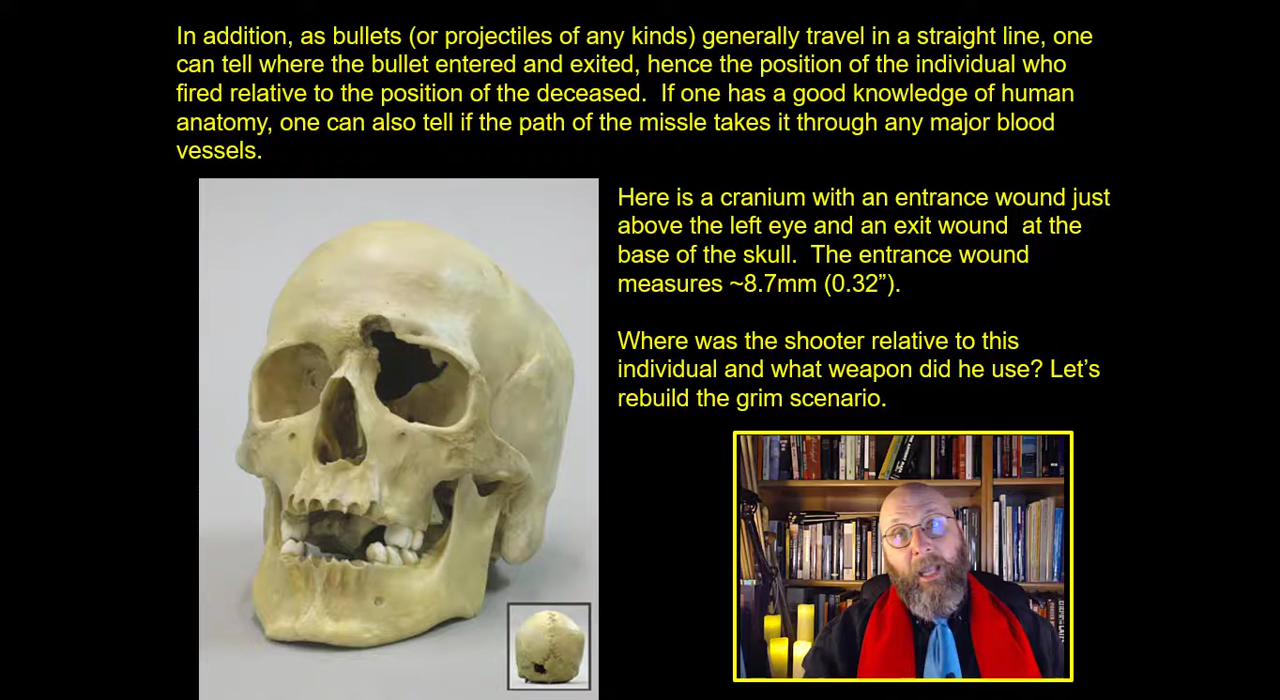 In addition, as bullets (or projectiles of any kinds) generally travel in a straight line, one
can tell where the bullet entered and exited, hence the position of the individual who
fired relative to the position of the deceased.  If one has a good knowledge of human
anatomy, one can also tell if the path of the missle takes it through any major blood
vessels.
Here is a cranium with an entrance wound just
above the left eye and an exit wound  at the
base of the skull.  The entrance wound
measures ~8.7mm (0.32”).
Where was the shooter relative to this
individual and what weapon did he use? Let’s
rebuild the grim scenario.